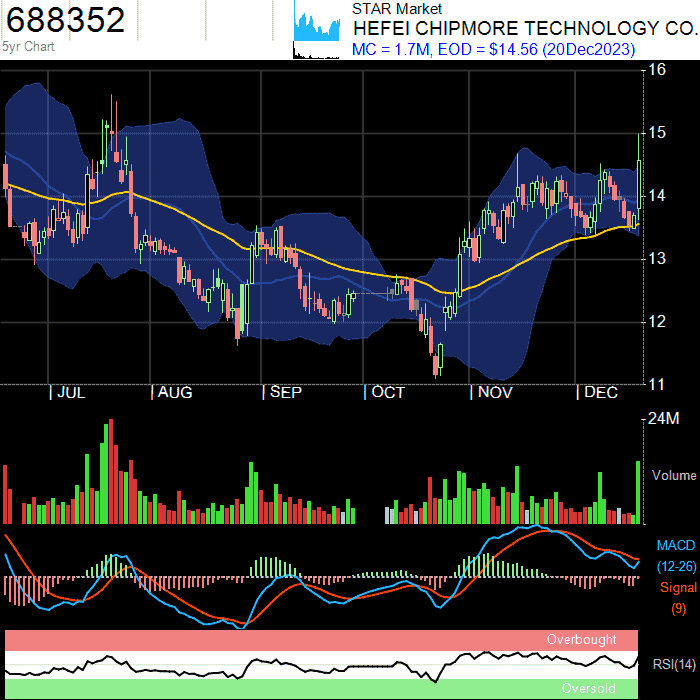 688352
5yr Chart
STAR Market
HEFEI CHIPMORE TECHNOLOGY CO.
MC = 1.7M, EOD = $14.56 (20Dec2023)
16
15
14
13
12
11
JUL
AUG
SEP
OCT
NOV
DEC
24M
Volume
MACD
(12-26)
Signal
(9)
Overbought
RSI(14)
Oversold